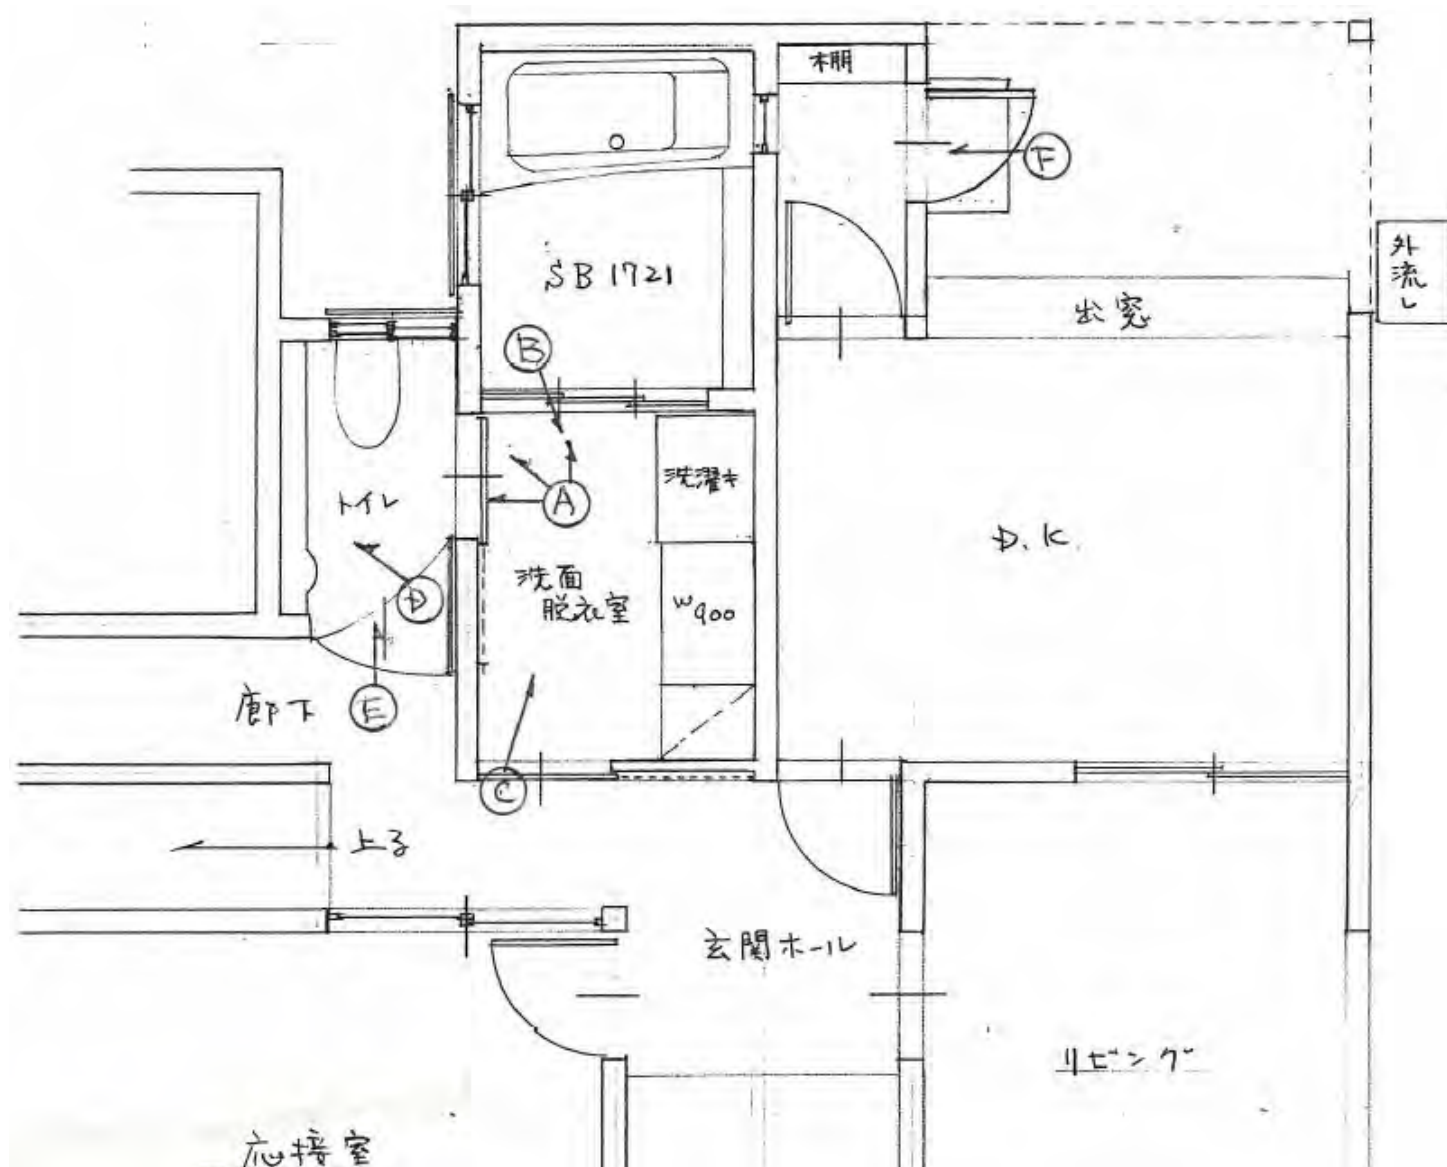 棚
F
外
流
し
SB 1721
出窓
B
洗濯キ
トイレ
A
D.K.
洗面
脱衣室
W900
D
廊下
E
C
上る
玄関ホール
リビング
応接室